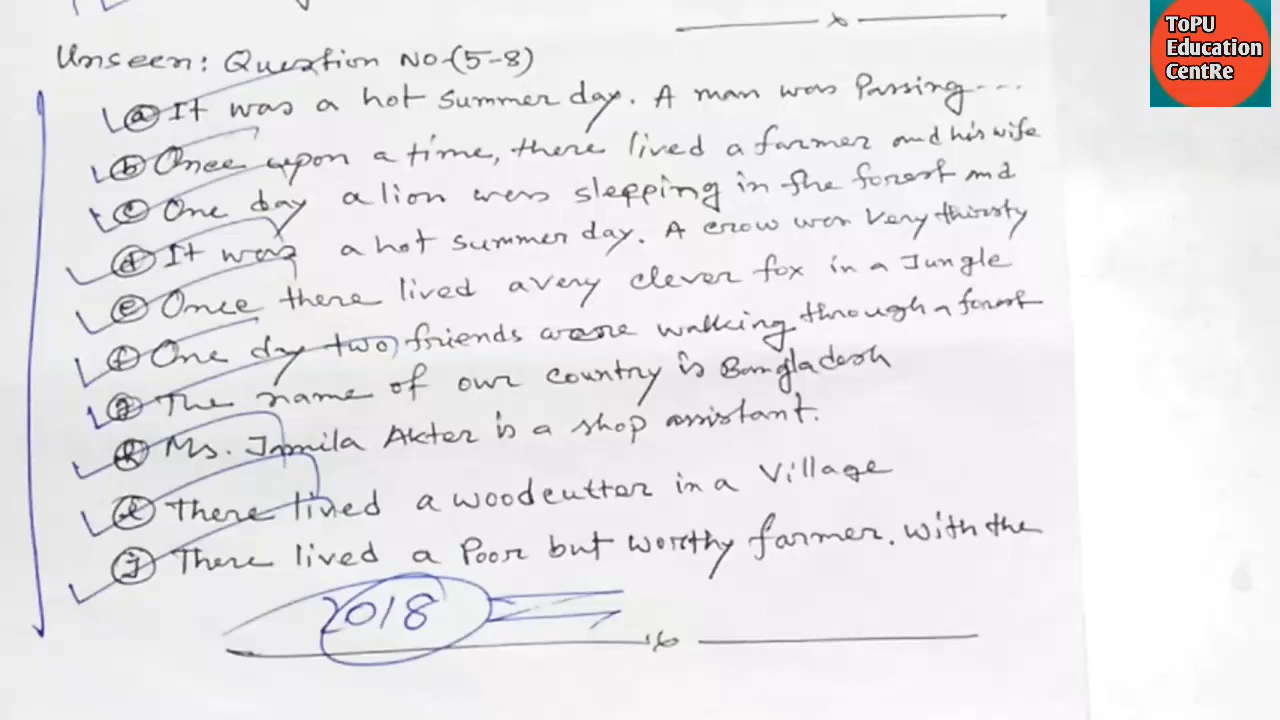 ToPU
Education
CentRe
Unseen: Question No-(5-8)
(a) It was a hot summer day. A man was Passing...
(b) Once upon a time, there lived a farmer and his wife
(c) One day a lion was slepping in the forest and
(d) It was a hot summer day. A crow was very thirsty
(e) Once there lived a very clever fox in a Jungle
(f) One day two friends were walking through a forest
(g) The name of our country is Bangladesh
(h) Ms. Jamila Akter is a shop assistant.
(i) There lived a woodcutter in a Village
(j) There lived a Poor but worthy farmer. with the
2018